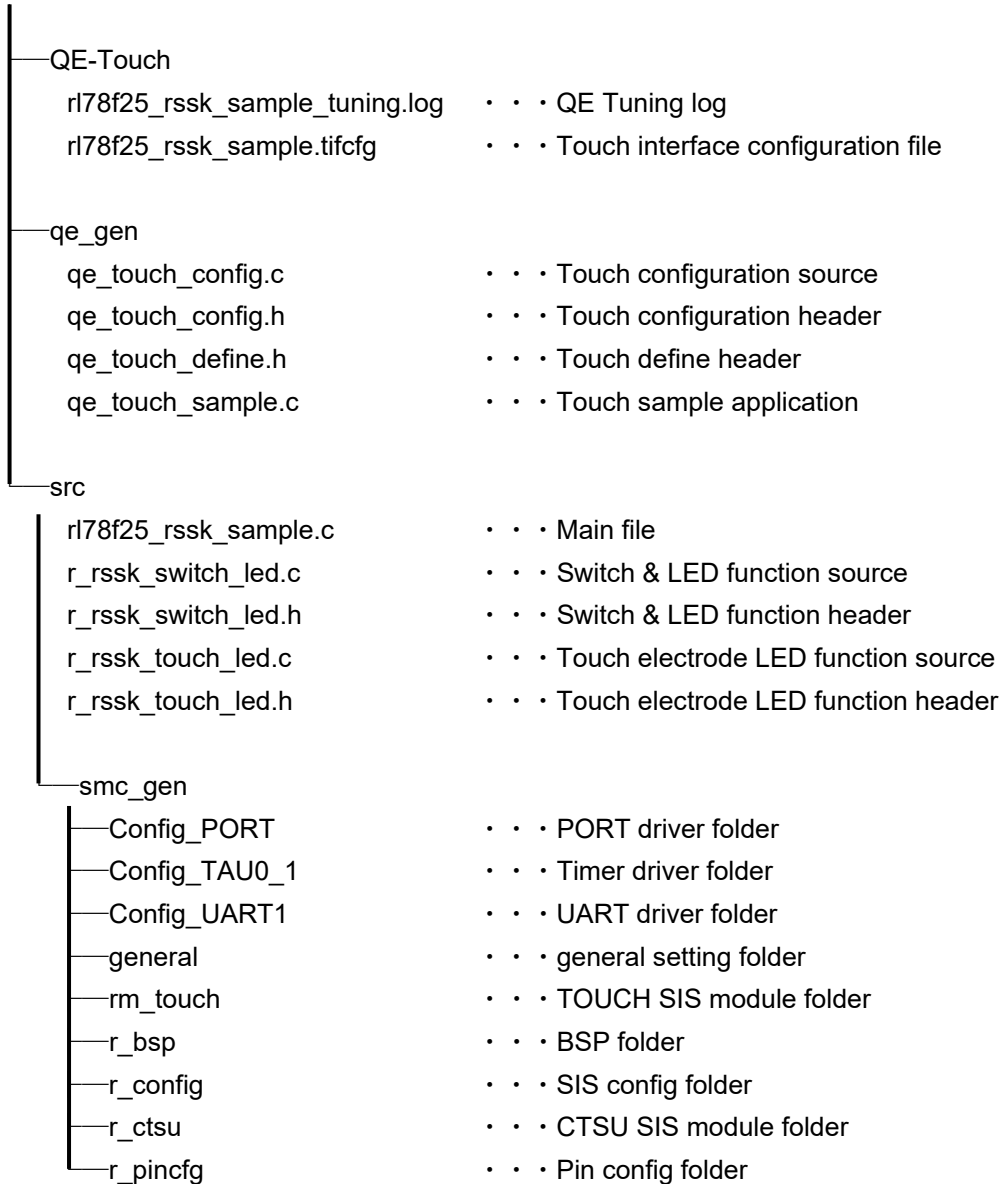 QE-Touch
rl78f25_rssk_sample_tuning.log ・・・QE Tuning log
rl78f25_rssk_sample.tifcfg ・・・Touch interface configuration file
qe_gen
qe_touch_config.c ・・・Touch configuration source
qe_touch_config.h ・・・Touch configuration header
qe_touch_define.h ・・・Touch define header
qe_touch_sample.c ・・・Touch sample application
src
rl78f25_rssk_sample.c ・・・Main file
r_rssk_switch_led.c ・・・Switch & LED function source
r_rssk_switch_led.h ・・・Switch & LED function header
r_rssk_touch_led.c ・・・Touch electrode LED function source
r_rssk_touch_led.h ・・・Touch electrode LED function header
smc_gen
Config_PORT ・・・PORT driver folder
Config_TAU0_1 ・・・Timer driver folder
Config_UART1 ・・・UART driver folder
general ・・・general setting folder
rm_touch ・・・TOUCH SIS module folder
r_bsp ・・・BSP folder
r_config ・・・SIS config folder
r_ctsu ・・・CTSU SIS module folder
r_pincfg ・・・Pin config folder